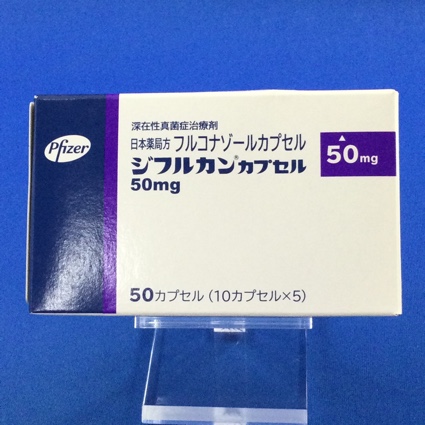 Pfizer
深在性真菌症治療剤
日本薬局方 フルコナゾールカプセル
ジフルカン®カプセル
50mg
▲
50mg
50カプセル(10カプセル×5)